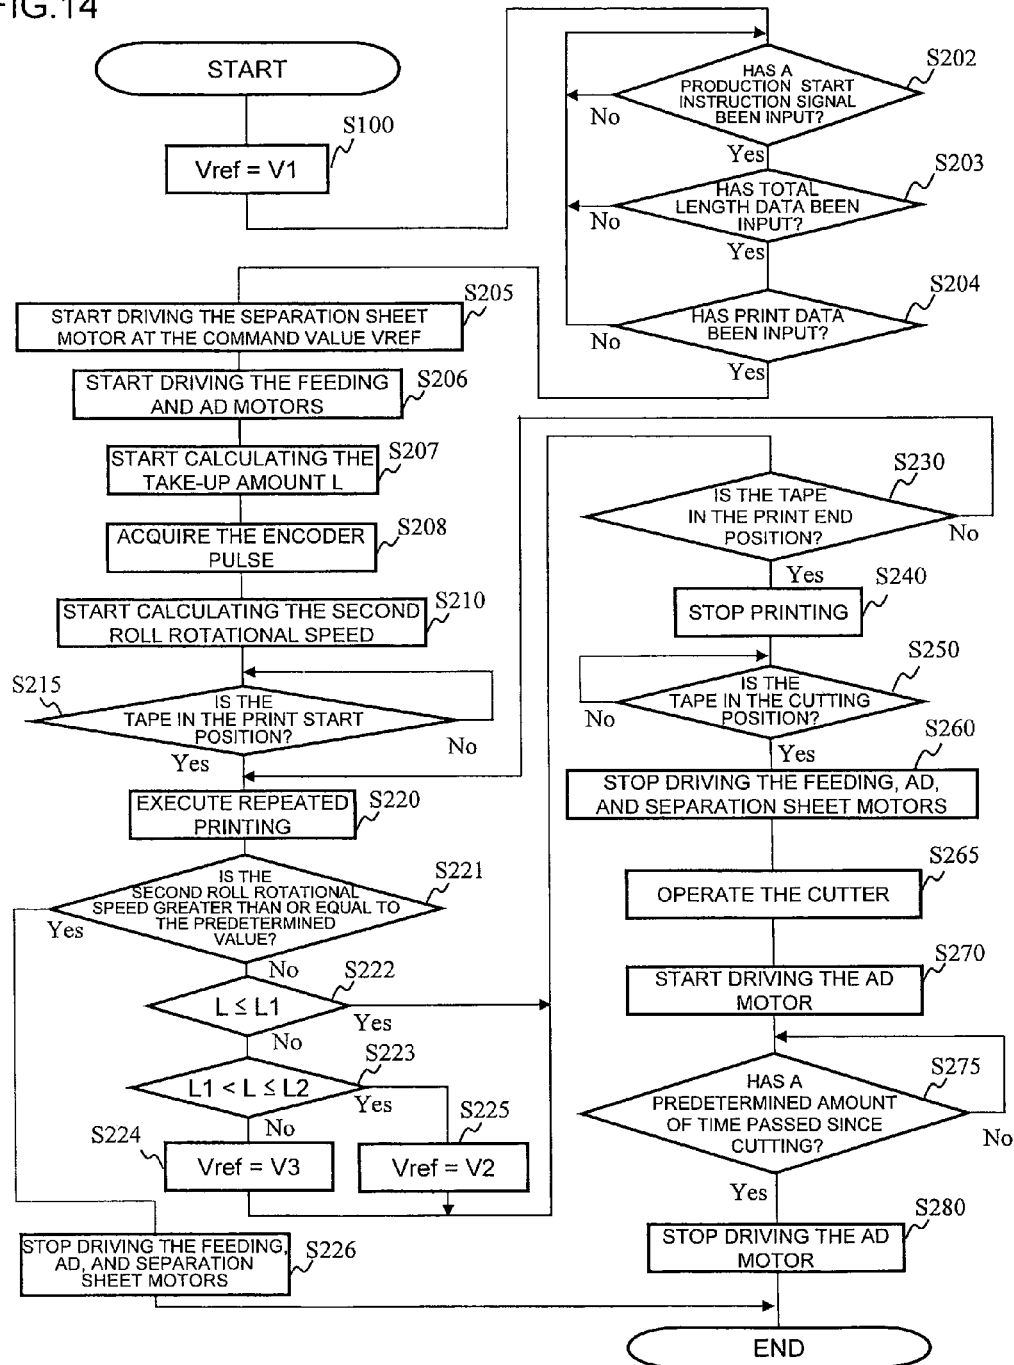 FIG.14
START
S100
Vref = V1
HAS A
PRODUCTION START
INSTRUCTION SIGNAL
BEEN INPUT?
S202
No
Yes
HAS TOTAL
LENGTH DATA BEEN
INPUT?
S203
No
Yes
HAS PRINT DATA
BEEN INPUT?
S204
No
Yes
START DRIVING THE SEPARATION SHEET
MOTOR AT THE COMMAND VALUE VREF
S205
START DRIVING THE FEEDING
AND AD MOTORS
S206
START CALCULATING THE
TAKE-UP AMOUNT L
S207
ACQUIRE THE ENCODER
PULSE
S208
START CALCULATING THE SECOND
ROLL ROTATIONAL SPEED
S210
S215
IS THE
TAPE IN THE PRINT START
POSITION?
No
Yes
EXECUTE REPEATED
PRINTING
S220
IS THE
SECOND ROLL ROTATIONAL
SPEED GREATER THAN OR EQUAL TO
THE PREDETERMINED
VALUE?
S221
Yes
No
L ≤ L1
S222
Yes
No
L1 < L ≤ L2
S223
Yes
No
S224
Vref = V3
S225
Vref = V2
STOP DRIVING THE FEEDING,
AD, AND SEPARATION
SHEET MOTORS
S226
IS THE TAPE
IN THE PRINT END
POSITION?
S230
No
Yes
STOP PRINTING
S240
IS THE
TAPE IN THE CUTTING
POSITION?
S250
No
Yes
STOP DRIVING THE FEEDING, AD,
AND SEPARATION SHEET MOTORS
S260
OPERATE THE CUTTER
S265
START DRIVING THE AD
MOTOR
S270
HAS A
PREDETERMINED AMOUNT
OF TIME PASSED SINCE
CUTTING?
S275
No
Yes
STOP DRIVING THE AD
MOTOR
S280
END